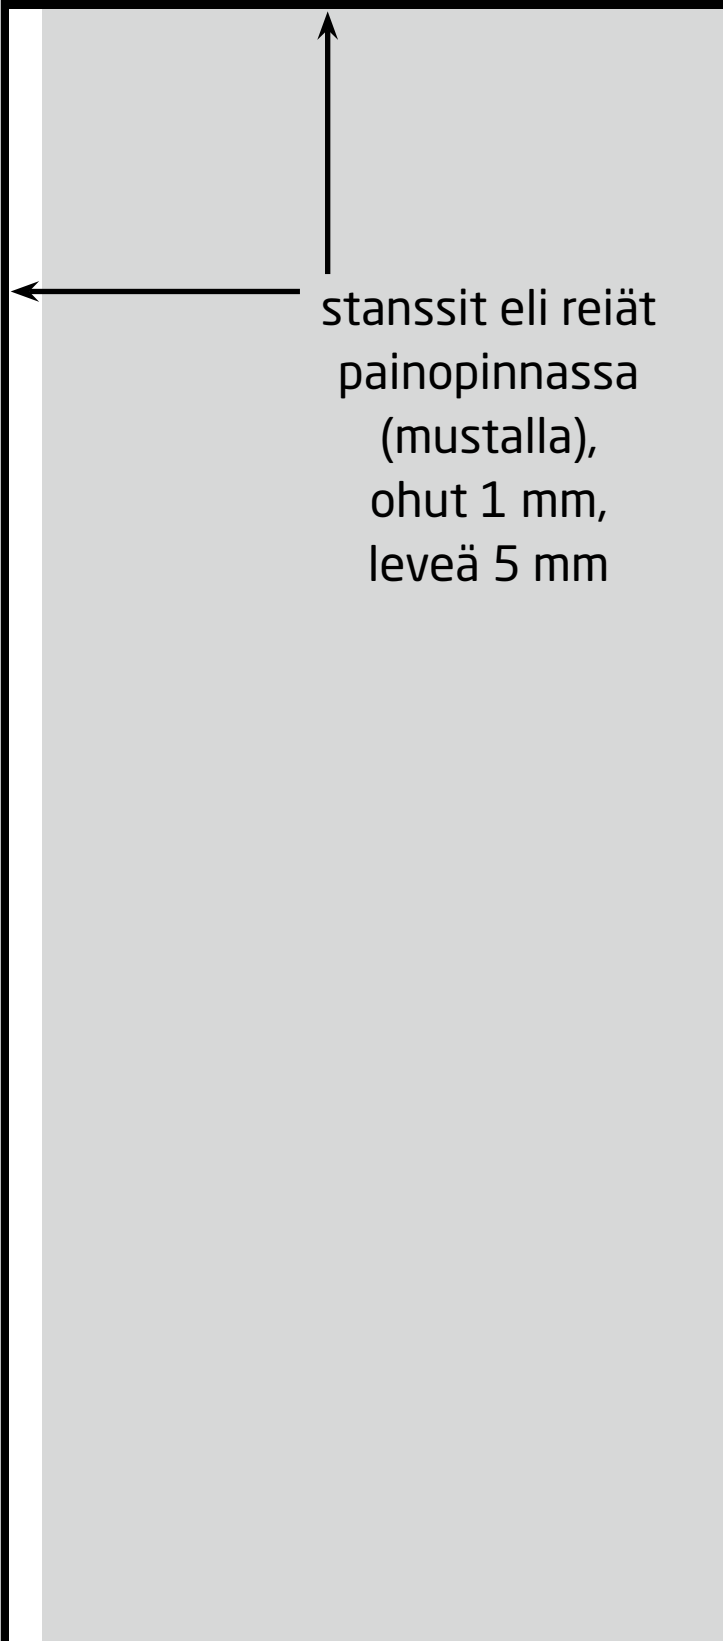 stanssit eli reiät
painopinnassa
(mustalla),
ohut 1 mm,
leveä 5 mm